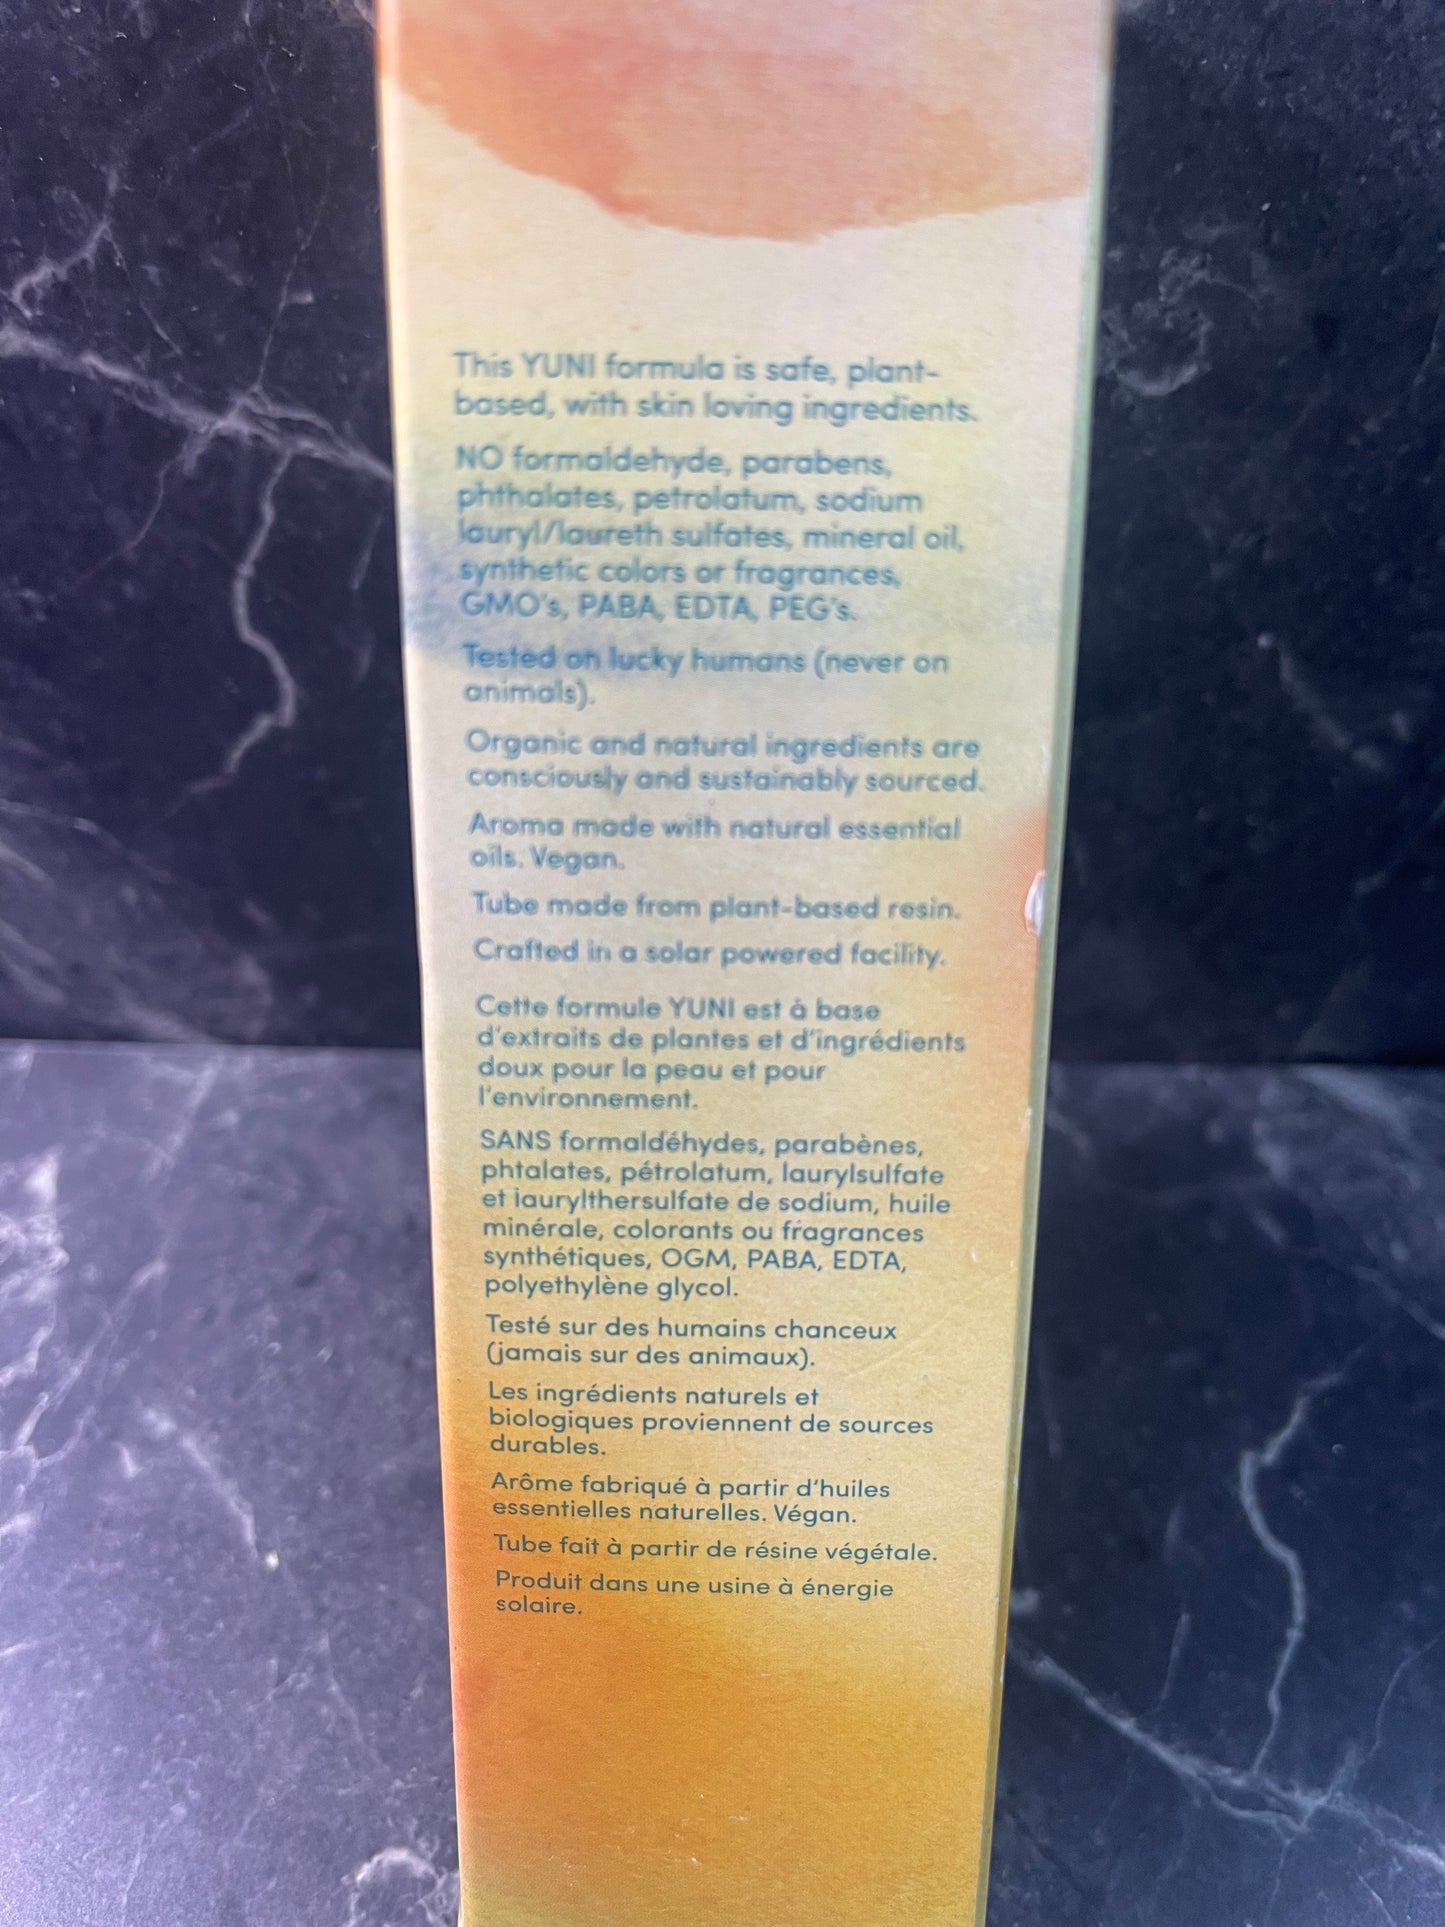 This YUNI formula is safe, plant-
based, with skin loving ingredients.
NO formaldehyde, parabens,
phthalates, petrolatum, sodium
lauryl/laureth sulfates, mineral oil,
synthetic colors or fragrances,
GMO's, PABA, EDTA, PEG's.
Tested on lucky humans (never on
animals).
Organic and natural ingredients are
consciously and sustainably sourced.
Aroma made with natural essential
oils. Vegan.
Tube made from plant-based resin.
Crafted in a solar powered facility.
Cette formule YUNI est à base
d'extraits de plantes et d'ingrédients
doux pour la peau et pour
l'environnement.
SANS formaldéhydes, parabènes,
phtalates, pétrolatum, laurylsulfate
et laurylthersulfate de sodium, huile
minérale, colorants ou fragrances
synthétiques, OGM, PABA, EDTA,
polyethylène glycol.
Testé sur des humains chanceux
(jamais sur des animaux).
Les ingrédients naturels et
biologiques proviennent de sources
durables.
Arôme fabriqué à partir d'huiles
essentielles naturelles. Végan.
Tube fait à partir de résine végétale.
Produit dans une usine à énergie
solaire.